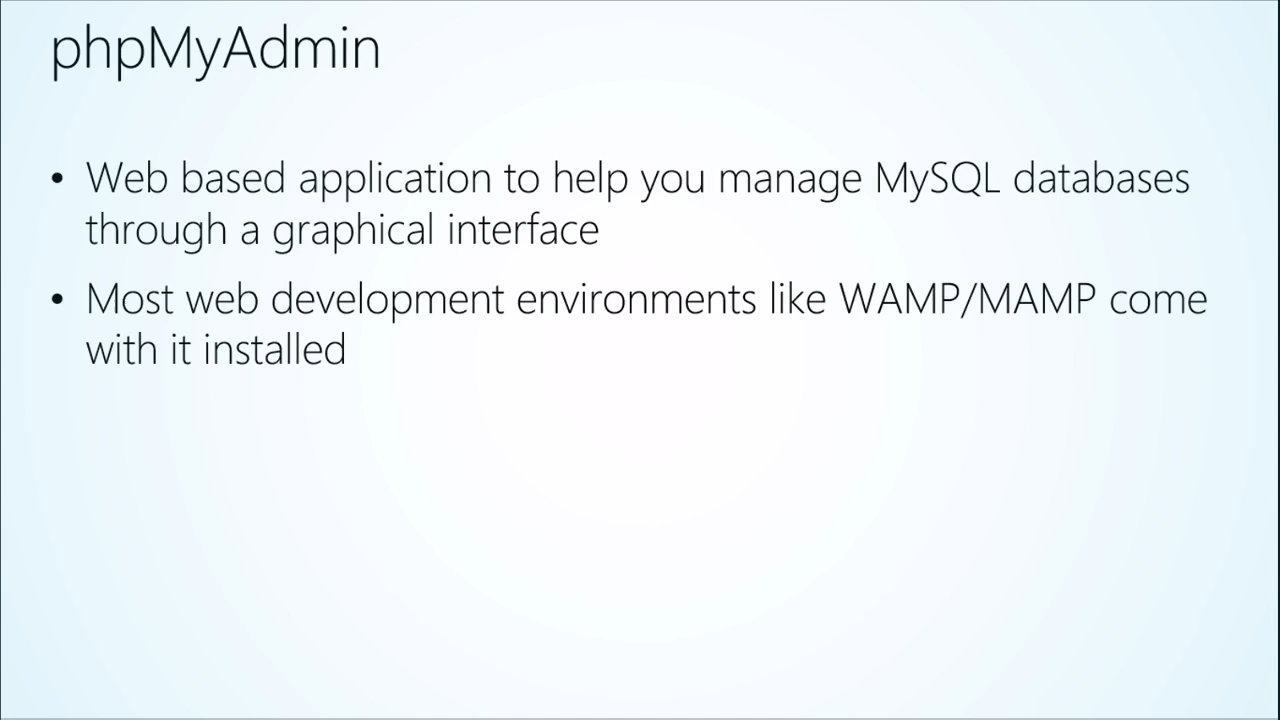 phpMyAdmin
• Web based application to help you manage MySQL databases
through a graphical interface
• Most web development environments like WAMP/MAMP come
with it installed